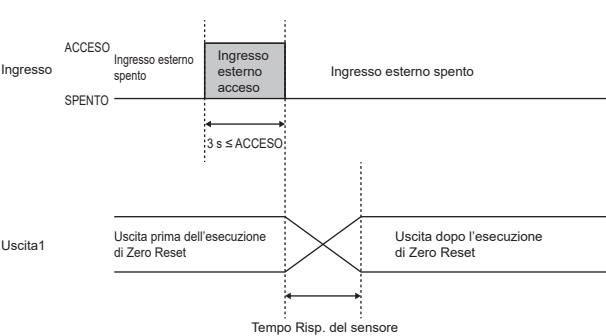 ACCESO
Ingresso
Ingresso esterno
spento
Ingresso
esterno
acceso
Ingresso esterno spento
SPENTO
3 s ≤ ACCESO
Uscita1
Uscita prima dell'esecuzione
di Zero Reset
Uscita dopo l'esecuzione
di Zero Reset
Tempo Risp. del sensore